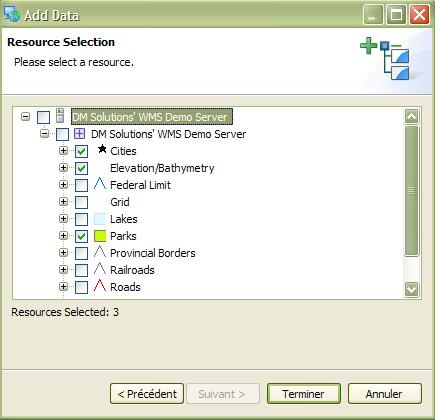 Add Data
Resource Selection
Please select a resource.
DM Solutions' WMS Demo Server
DM Solutions' WMS Demo Server
Cities
Elevation/Bathymetry
Federal Limit
Grid
Lakes
Parks
Provincial Borders
Railroads
Roads
Resources Selected: 3
< Précédent Suivant > Terminer Annuler